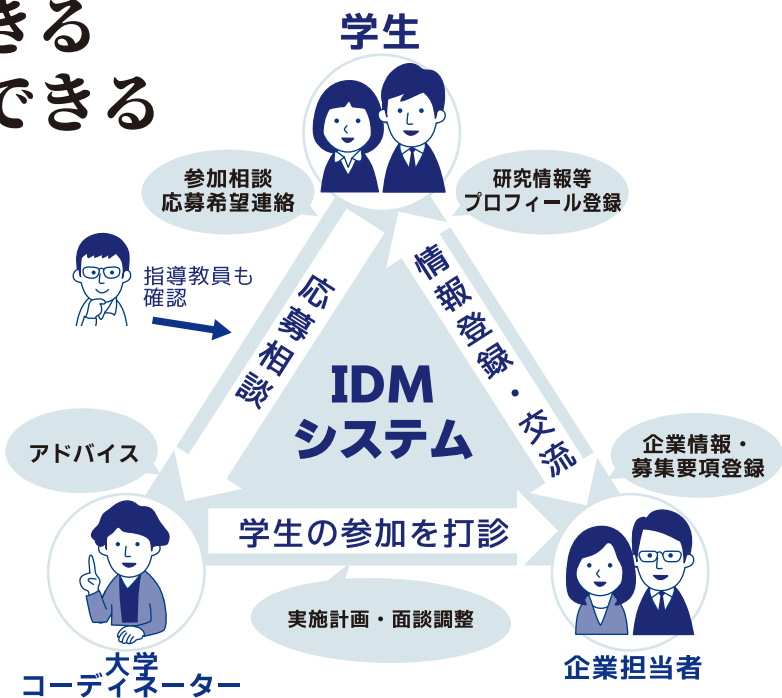 きる
できる
学生
参加相談
応募希望連絡
研究情報等
プロフィール登録
指導教員も
確認
応募相談
情報登録・交流
IDM
システム
アドバイス
企業情報・
募集要項登録
学生の参加を打診
実施計画・面談調整
大学
コーディネーター
企業担当者